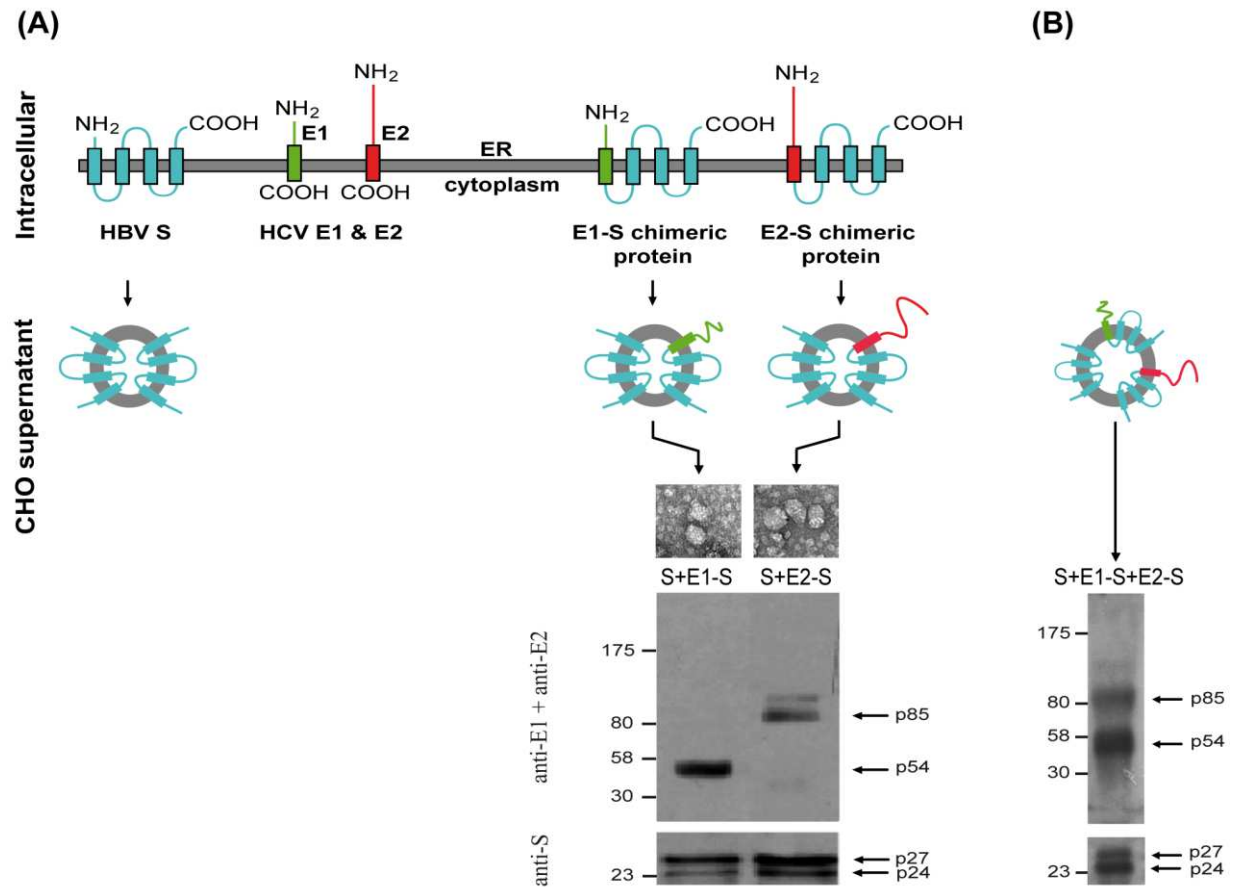 (A)
(B)
Intracellular
NH2
COOH
NH2
E1
NH2
E2
COOH
COOH
ER
cytoplasm
NH2
COOH
NH2
COOH
HBV S
HCV E1 & E2
E1-S chimeric
protein
E2-S chimeric
protein
CHO supernatant
S+E1-S
S+E2-S
anti-E1 + anti-E2
175
80
58
30
p85
p54
anti-S
23
p27
p24
S+E1-S+E2-S
175
80
58
30
p85
p54
23
p27
p24